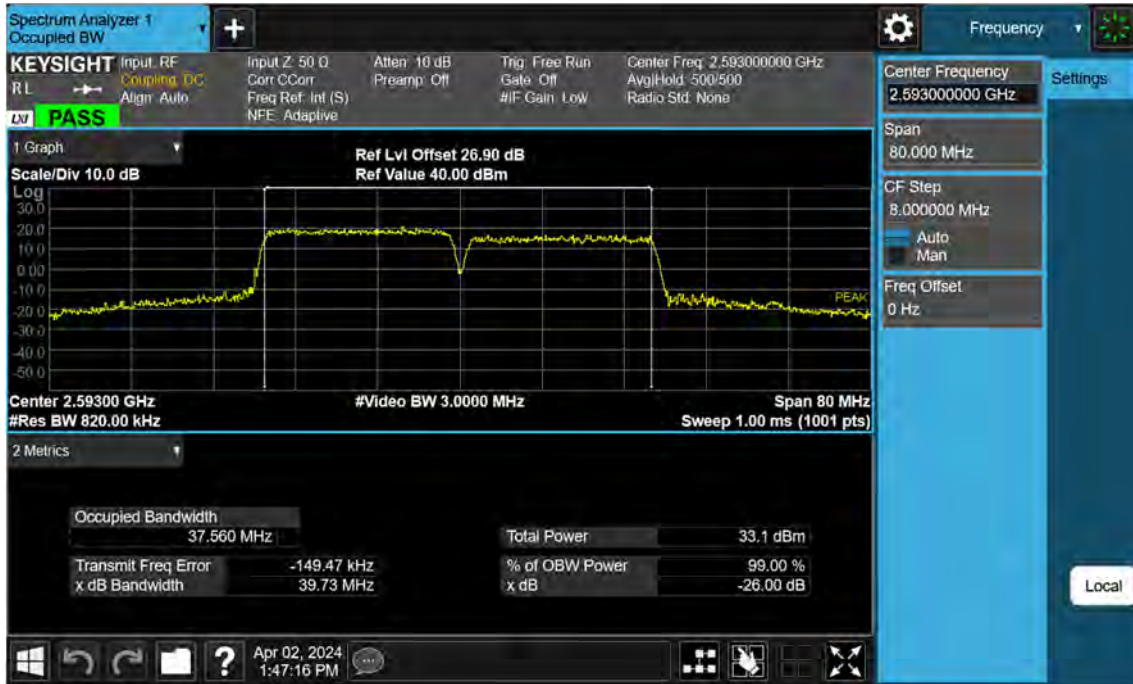 Spectrum Analyzer 1
Occupied BW
+
Frequency
KEYSIGHT
RL
LXI
PASS
Input: RF
Coupling: DC
Align: Auto
Input Z: 50 Ω
Corr CCorr
Freq Ref: Int (S)
NFE: Adaptive
Atten: 10 dB
Preamp: Off
Trig: Free Run
Gate: Off
#IF Gain: Low
Center Freq: 2.593000000 GHz
Avg|Hold: 500/500
Radio Std: None
Center Frequency
2.593000000 GHz
Settings
Span
80.000 MHz
CF Step
8.000000 MHz
Auto
Man
Freq Offset
0 Hz
1 Graph
Scale/Div 10.0 dB
Ref Lvl Offset 26.90 dB
Ref Value 40.00 dBm
Log
30.0
20.0
10.0
0.00
-10.0
-20.0
-30.0
-40.0
-50.0
PEAK
Center 2.59300 GHz
#Video BW 3.0000 MHz
Span 80 MHz
#Res BW 820.00 kHz
Sweep 1.00 ms (1001 pts)
2 Metrics
Occupied Bandwidth
37.560 MHz
Total Power 33.1 dBm
Transmit Freq Error -149.47 kHz
% of OBW Power 99.00 %
x dB Bandwidth 39.73 MHz
x dB -26.00 dB
Local
?
Apr 02, 2024
1:47:16 PM